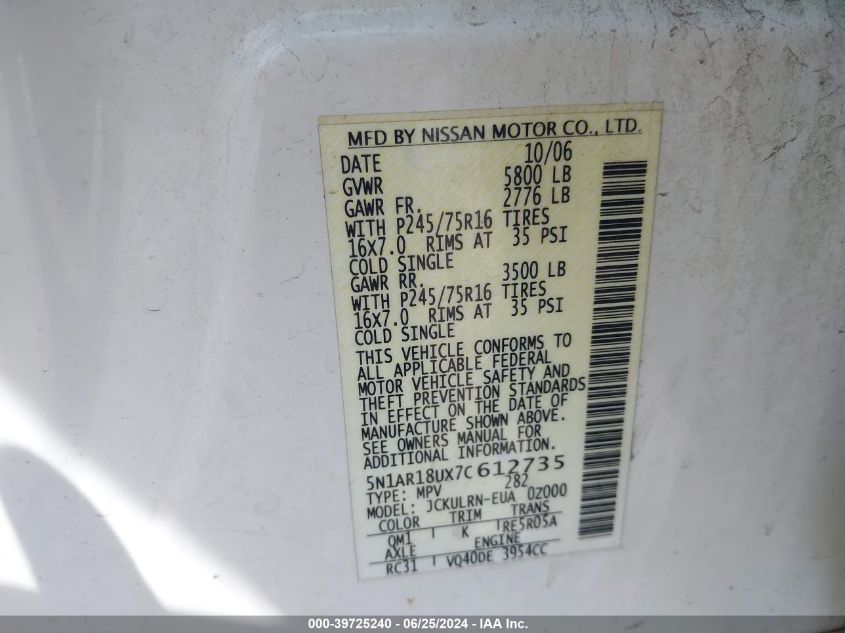 MFD BY NISSAN MOTOR CO., LTD.
DATE 10/06
GVWR 5800 LB
GAWR FR. 2776 LB
WITH P245/75R16 TIRES
16X7.0 RIMS AT 35 PSI
COLD SINGLE
GAWR RR. 3500 LB
WITH P245/75R16 TIRES
16X7.0 RIMS AT 35 PSI
COLD SINGLE
THIS VEHICLE CONFORMS TO
ALL APPLICABLE FEDERAL
MOTOR VEHICLE SAFETY AND
THEFT PREVENTION STANDARDS
IN EFFECT ON THE DATE OF
MANUFACTURE SHOWN ABOVE.
SEE OWNERS MANUAL FOR
ADDITIONAL INFORMATION.
5N1AR18UX7C612735
TYPE: MPV 282
MODEL: JCKULRN-EUA 0Z000
COLOR TRIM TRANS
QM1 K RE5R05A
AXLE ENGINE
RC31 VQ40DE 3954CC
000-39725240 - 06/25/2024 - IAA Inc.